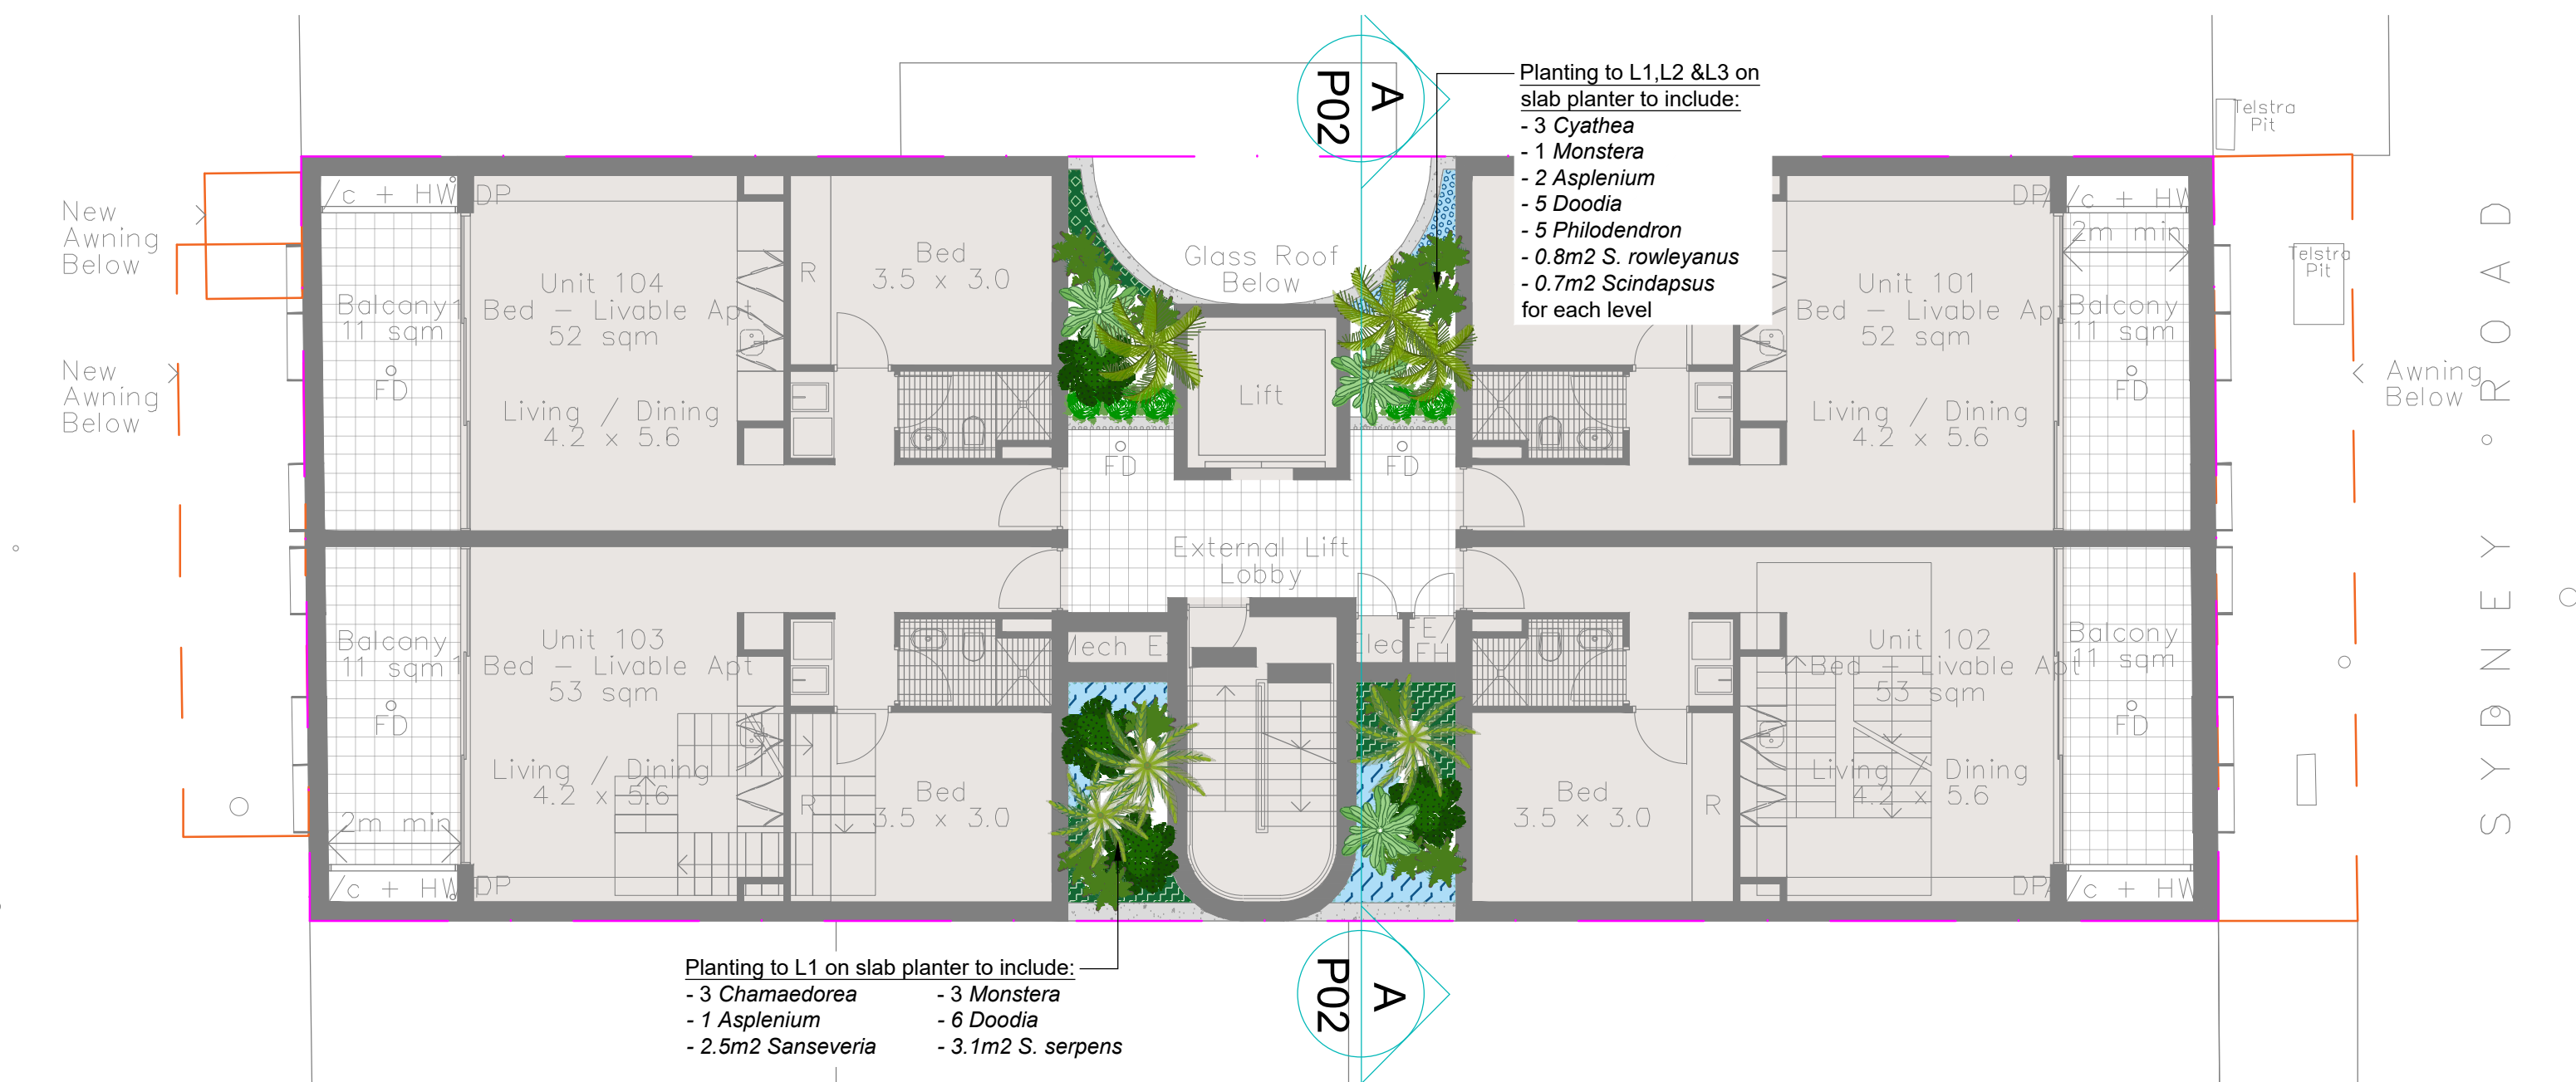 Planting to L1,L2 &L3 on
slab planter to include:
- 3 Cyathea
- 1 Monstera
- 2 Asplenium
- 5 Doodia
- 5 Philodendron
- 0.8m2 S. rowleyanus
- 0.7m2 Scindapsus
for each level
A
P02
Telstra
Pit
New
Awning
Below
/c + HW
DP
Unit 104
Bed – Livable Apt
52 sqm
Balcony
11 sqm
FD
Living / Dining
4.2 x 5.6
R
Bed
3.5 x 3.0
Glass Roof
Below
Lift
FD
FD
DP
/c + HW
2m min
Unit 101
Bed – Livable Apt
52 sqm
Balcony
11 sqm
FD
Living / Dining
4.2 x 5.6
Telstra
Pit
Awning
Below
SYDNEY ROAD
New
Awning
Below
External Lift
Lobby
Mech E
Elec
FE/
FH
Balcony
11 sqm
Unit 103
1 Bed – Livable Apt
53 sqm
FD
Living / Dining
4.2 x 5.6
2m min
/c + HW
DP
R
Bed
3.5 x 3.0
Bed
3.5 x 3.0
R
Unit 102
1 Bed – Livable Apt
53 sqm
Balcony
11 sqm
FD
Living / Dining
4.2 x 5.6
DP
/c + HW
Planting to L1 on slab planter to include:
- 3 Chamaedorea - 3 Monstera
- 1 Asplenium - 6 Doodia
- 2.5m2 Sanseveria - 3.1m2 S. serpens
A
P02